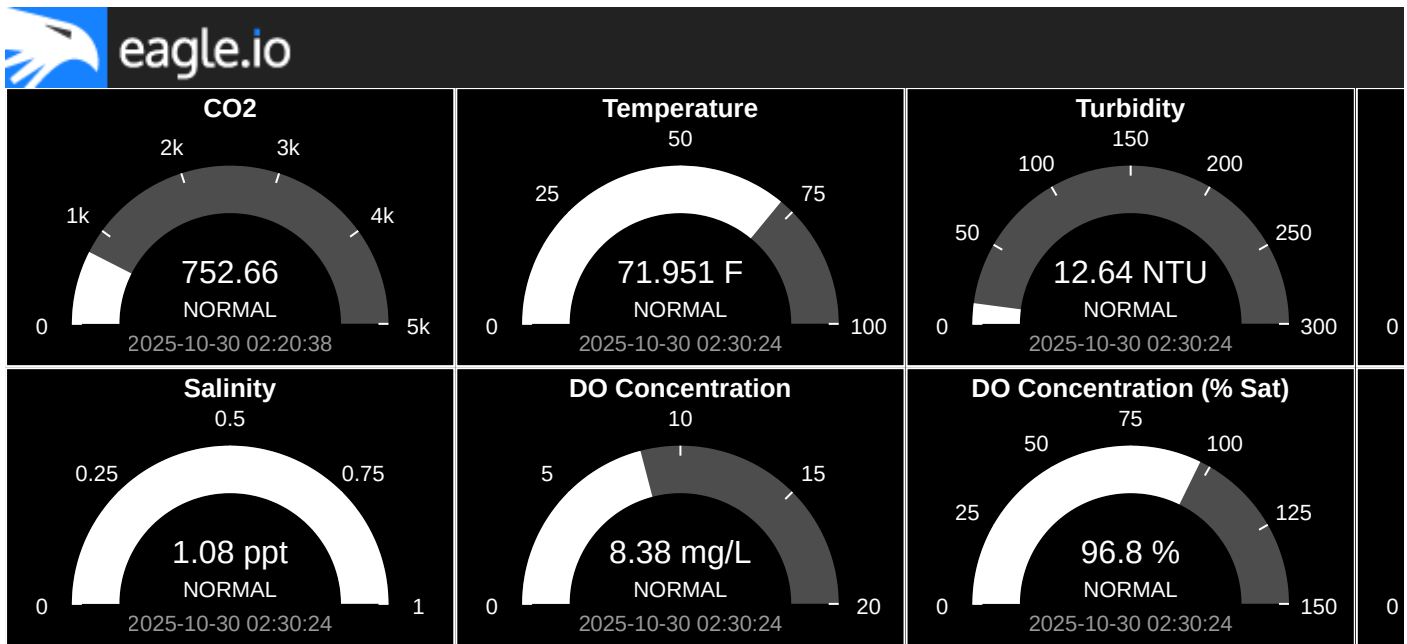 eagle.io
CO2
0
1k
2k
3k
4k
5k
752.66
NORMAL
2025-10-30 02:20:38
Temperature
0
25
50
75
100
71.951 F
NORMAL
2025-10-30 02:30:24
Turbidity
0
50
100
150
200
250
300
12.64 NTU
NORMAL
2025-10-30 02:30:24
0
Salinity
0
0.25
0.5
0.75
1
1.08 ppt
NORMAL
2025-10-30 02:30:24
DO Concentration
0
5
10
15
20
8.38 mg/L
NORMAL
2025-10-30 02:30:24
DO Concentration (% Sat)
0
25
50
75
100
125
150
96.8 %
NORMAL
2025-10-30 02:30:24
0